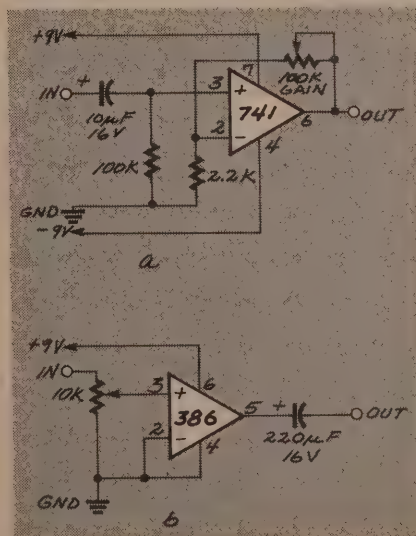 +9V
7
100K
GAIN
IN
+
3
+
10µF
16V
741
6
OUT
2
-
4
100K
2.2K
GND
-9V
a
+9V
IN
6
10K
3
+
386
5
+
OUT
2
-
4
220µF
16V
GND
b